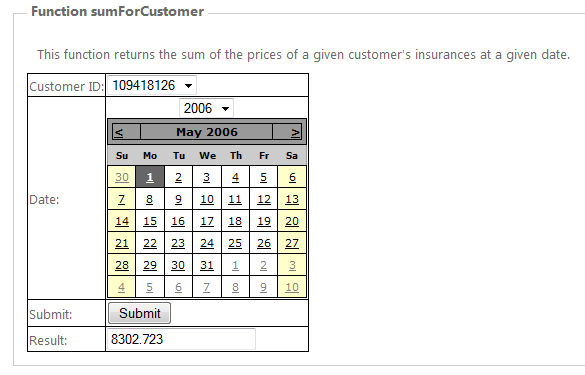 Function sumForCustomer
This function returns the sum of the prices of a given customer's insurances at a given date.
Customer ID: 109418126
2006
< May 2006 >
Su Mo Tu We Th Fr Sa
30 1 2 3 4 5 6
7 8 9 10 11 12 13
Date: 14 15 16 17 18 19 20
21 22 23 24 25 26 27
28 29 30 31 1 2 3
4 5 6 7 8 9 10
Submit: Submit
Result: 8302.723